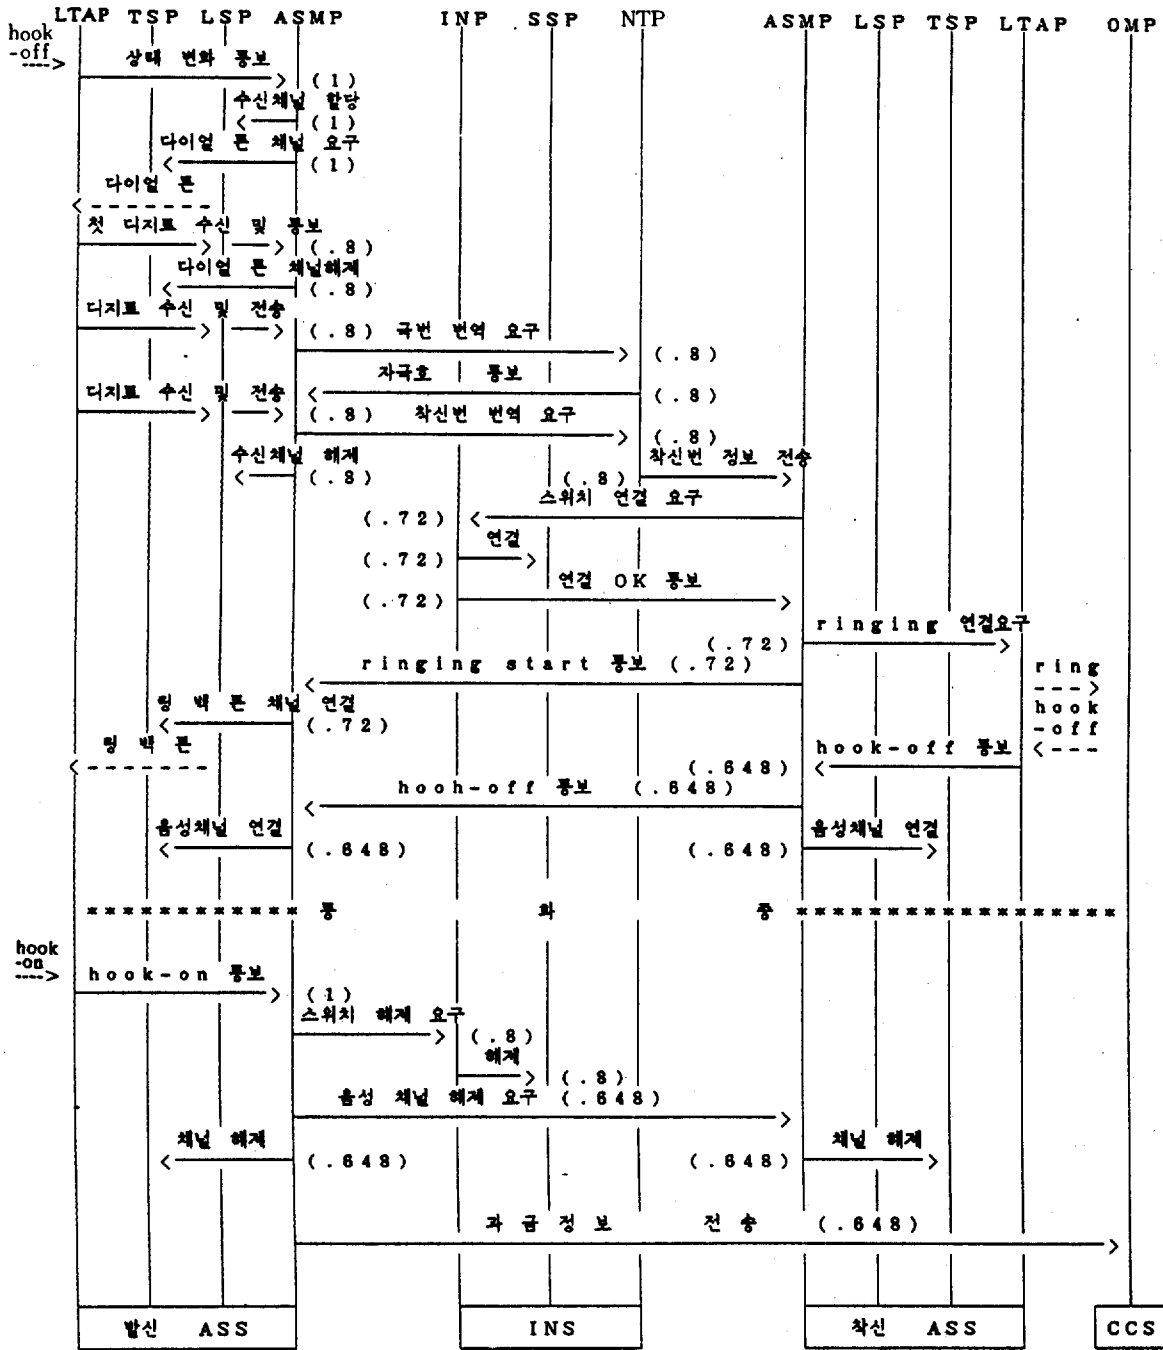 LTAP TSP LSP ASMP INP SSP NTP ASMP LSP TSP LTAP OMP
hook
-off
상태 변화 통보
(1)
수신채널 할당
(1)
다이얼 톤 채널 요구
(1)
다이얼 톤
첫 디지트 수신 및 통보
(.8)
다이얼 톤 채널해제
(.8)
디지트 수신 및 전송
(.8) 국번 번역 요구
(.8)
자국호 통보
(.8)
디지트 수신 및 전송
(.8) 착신번 번역 요구
(.8)
수신채널 해제
(.8)
착신번 정보 전송
(.8)
스위치 연결 요구
(.72)
연결
(.72)
연결 OK 통보
(.72)
ringing 연결요구
(.72)
ringing start 통보 (.72)
ring
링 백 톤 채널 연결
(.72)
hook
-off
링 백 톤
hook-off 통보
(.648)
hooh-off 통보 (.648)
음성채널 연결
(.648)
음성채널 연결
(.648)
************ 통 화 중 ******************
hook
-on
hook-on 통보
(1)
스위치 해제 요구
(.8)
해제
(.8)
음성 채널 해제 요구 (.648)
채널 해제
(.648)
채널 해제
(.648)
과금정보 전송 (.648)
발신 ASS INS 착신 ASS CCS